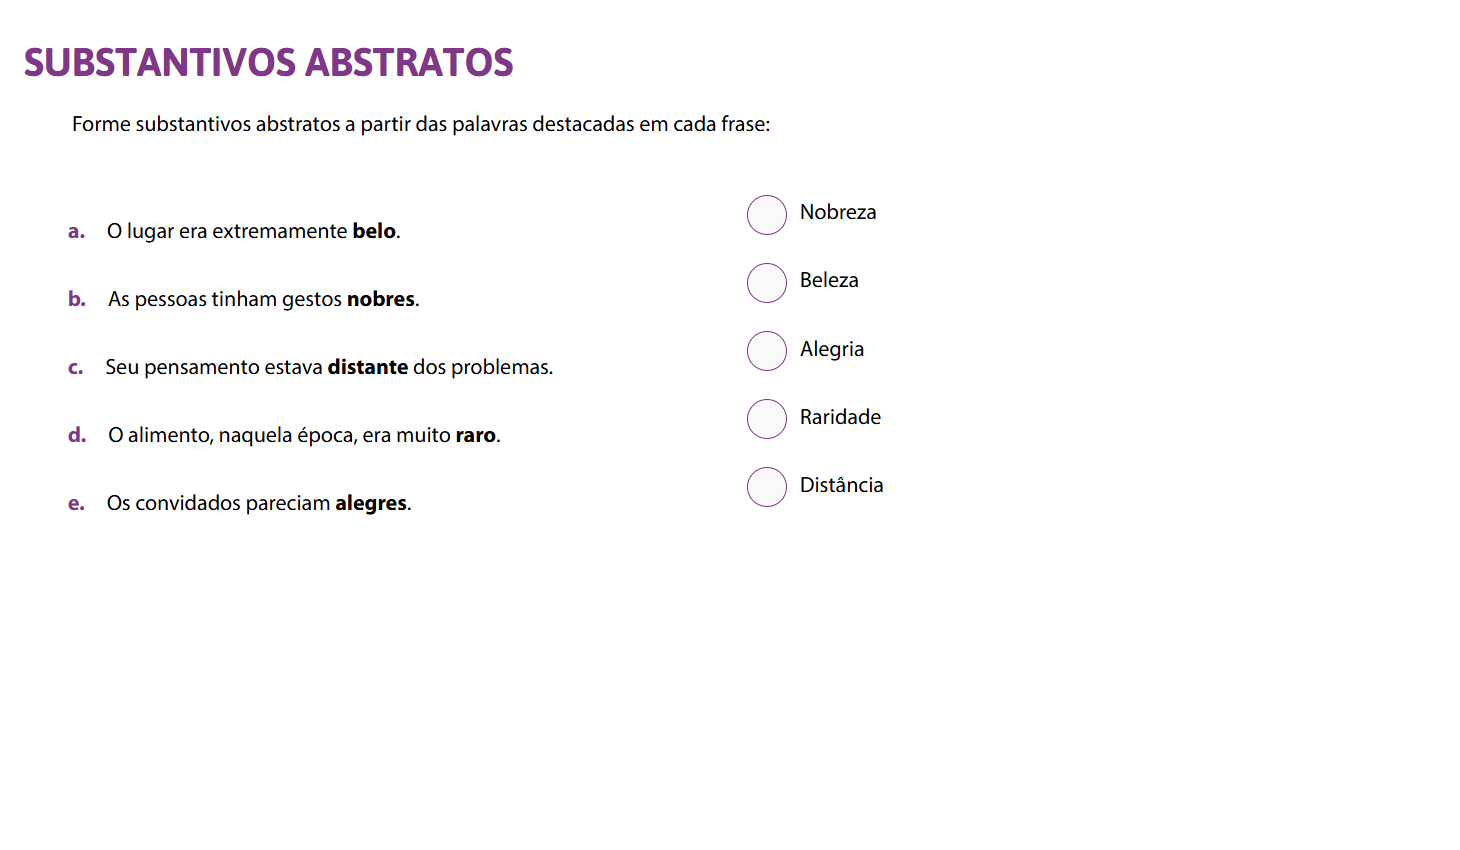 SUBSTANTIVOS ABSTRATOS
Forme substantivos abstratos a partir das palavras destacadas em cada frase:
a. O lugar era extremamente belo.
b. As pessoas tinham gestos nobres.
c. Seu pensamento estava distante dos problemas.
d. O alimento, naquela época, era muito raro.
e. Os convidados pareciam alegres.
Nobreza
Beleza
Alegria
Raridade
Distância